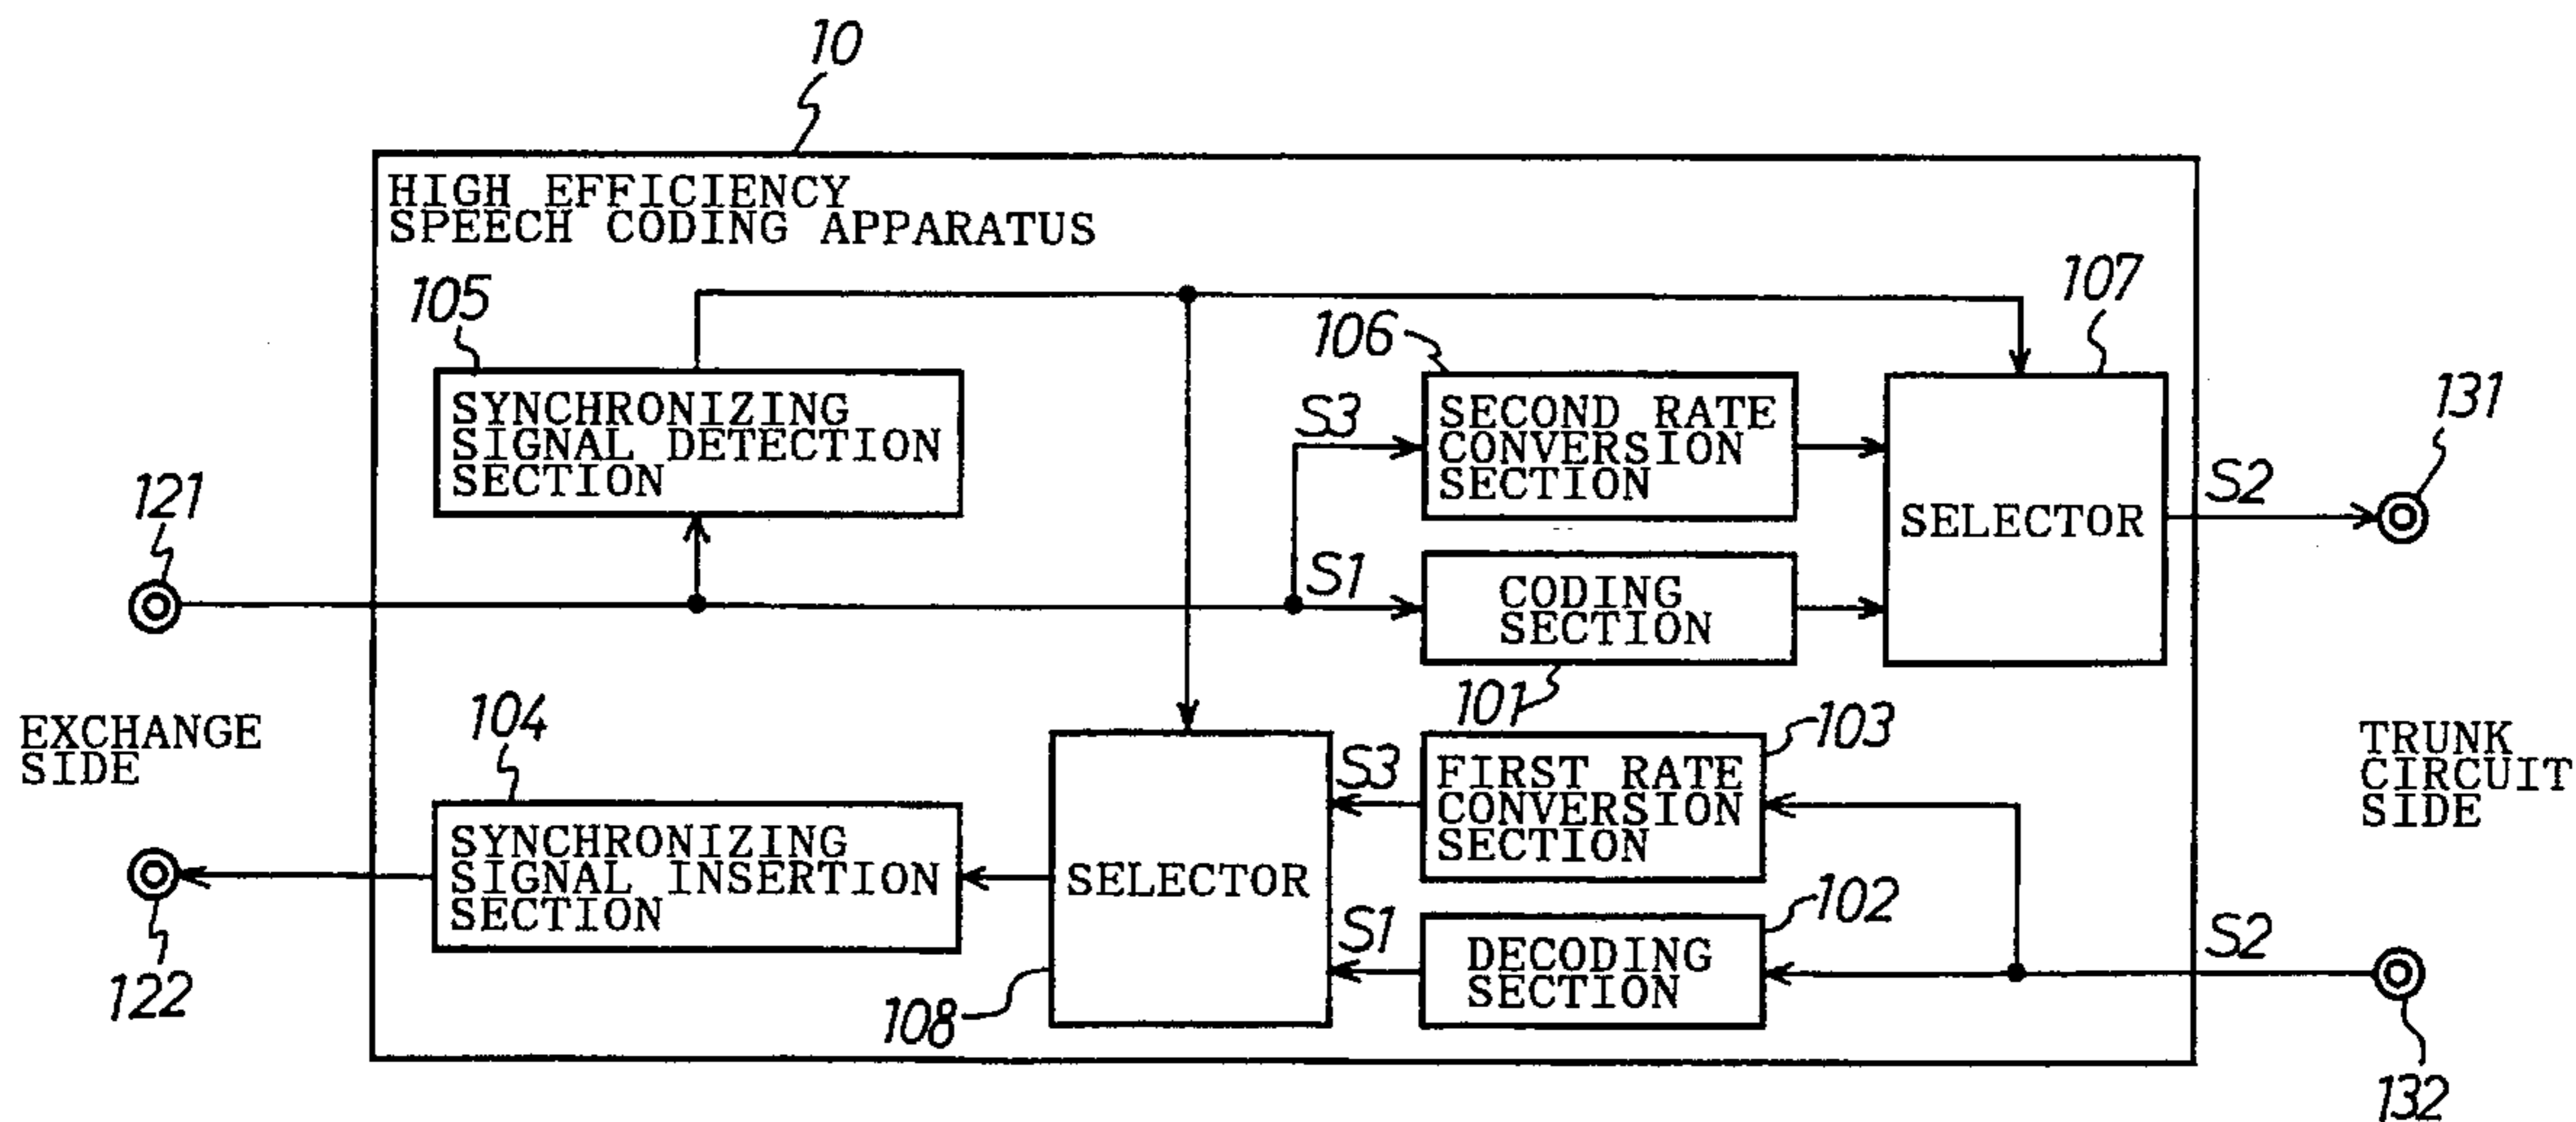 10
HIGH EFFICIENCY
SPEECH CODING APPARATUS
105
107
106
131
SYNCHRONIZING
SIGNAL DETECTION
SECTION
S3
SECOND RATE
CONVERSION
SECTION
121
S2
SELECTOR
S1
CODING
SECTION
101
104
103
EXCHANGE
SIDE
TRUNK
CIRCUIT
SIDE
S3
FIRST RATE
CONVERSION
SECTION
SYNCHRONIZING
SIGNAL INSERTION
SECTION
SELECTOR
102
S1
DECODING
SECTION
S2
122
108
132